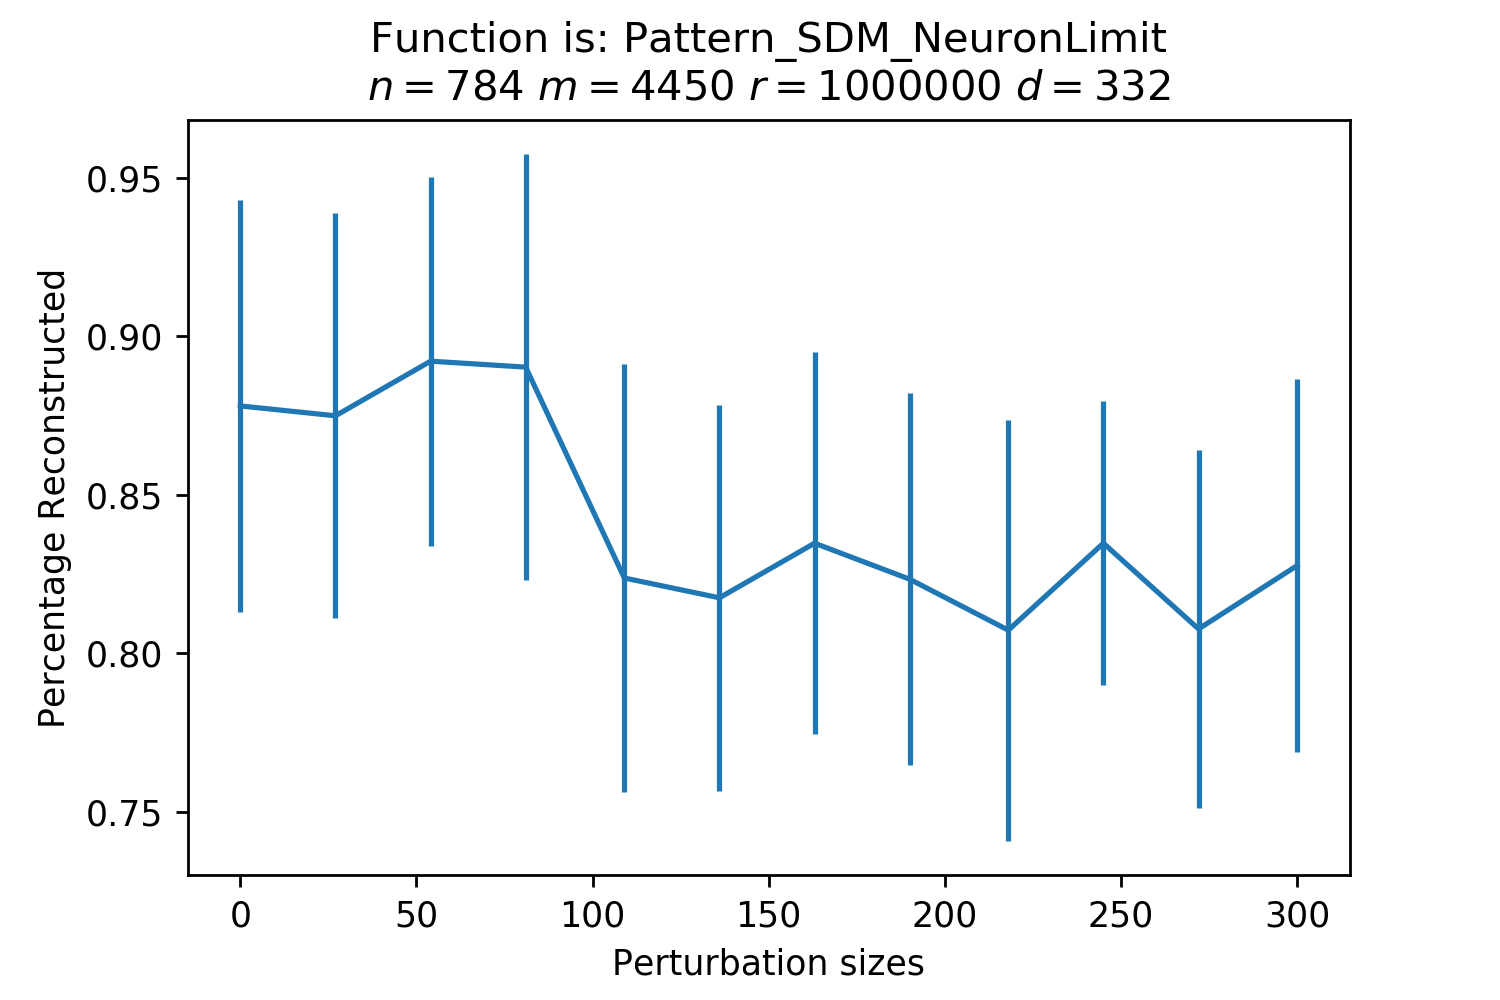 Function is: Pattern_SDM_NeuronLimit
n = 784 m = 4450 r = 1000000 d = 332
Percentage Reconstructed
0.95
0.90
0.85
0.80
0.75
0 50 100 150 200 250 300
Perturbation sizes